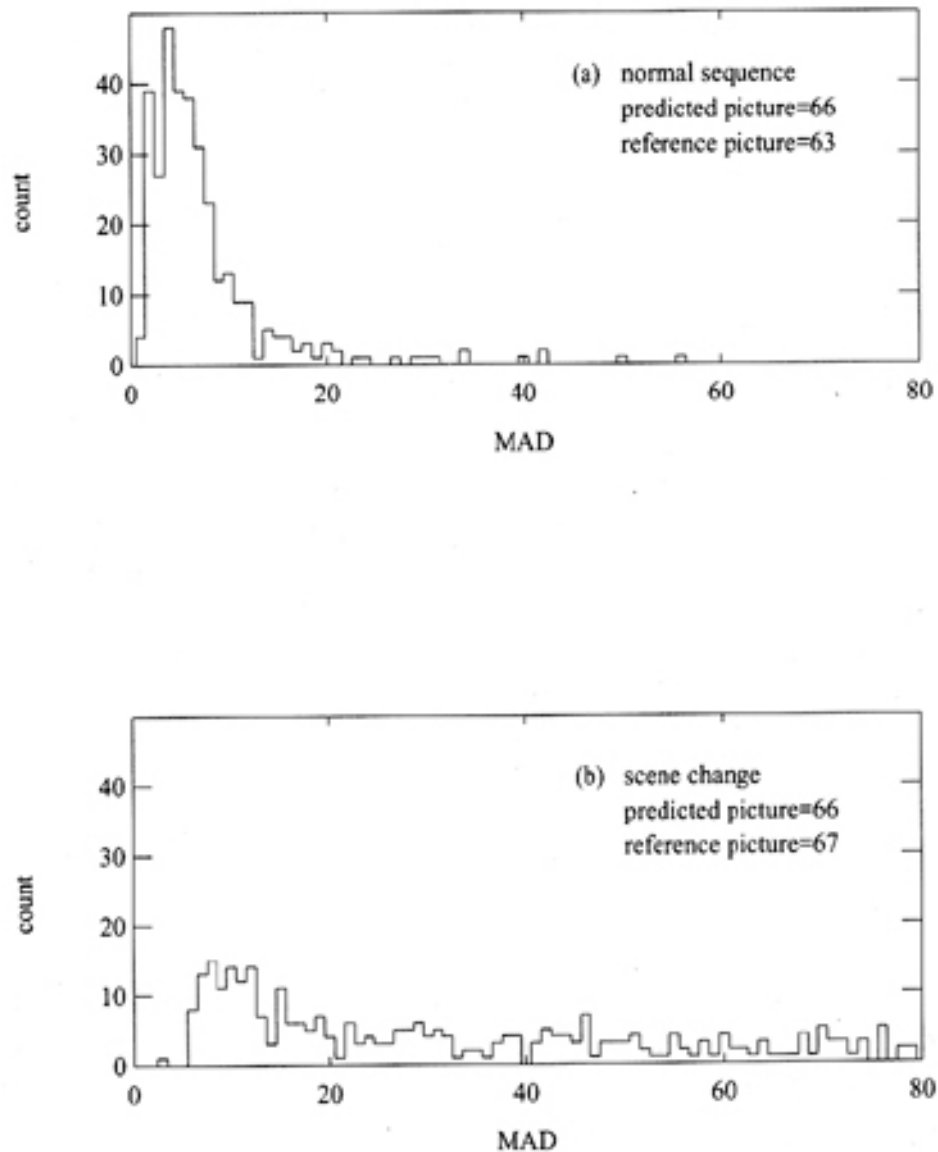 (a) normal sequence
predicted picture=66
reference picture=63
40
30
20
10
0
count
0 20 40 60 80
MAD
(b) scene change
predicted picture=66
reference picture=67
40
30
20
10
0
count
0 20 40 60 80
MAD